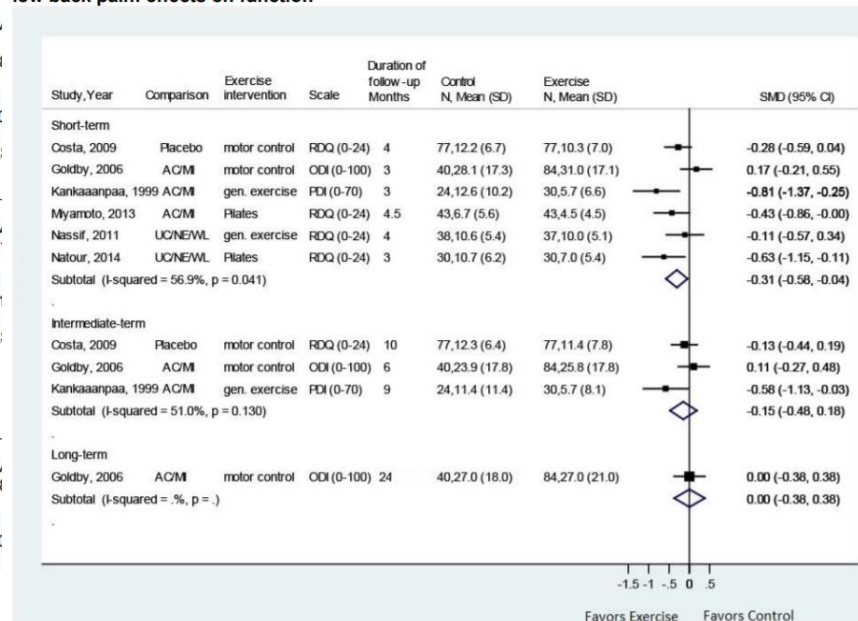 low back pain: effects on function
Duration of
follow-up
Months
Study, Year Comparison Exercise intervention Scale Control N, Mean (SD) Exercise N, Mean (SD) SMD (95% CI)
Short-term
Costa, 2009 Placebo motor control RDQ (0-24) 4 77,12.2 (6.7) 77,10.3 (7.0) -0.28 (-0.59, 0.04)
Goldby, 2006 AC/MI motor control ODI (0-100) 3 40,28.1 (17.3) 84,31.0 (17.1) 0.17 (-0.21, 0.55)
Kankaaanpaa, 1999 AC/MI gen. exercise PDI (0-70) 3 24,12.6 (10.2) 30,5.7 (6.6) -0.81 (-1.37, -0.25)
Miyamoto, 2013 AC/MI Pilates RDQ (0-24) 4.5 43,6.7 (5.6) 43,4.5 (4.5) -0.43 (-0.86, -0.00)
Nassif, 2011 UC/NE/WL gen. exercise RDQ (0-24) 4 38,10.6 (5.4) 37,10.0 (5.1) -0.11 (-0.57, 0.34)
Natour, 2014 UC/NE/WL Pilates RDQ (0-24) 3 30,10.7 (6.2) 30,7.0 (5.4) -0.63 (-1.15, -0.11)
Subtotal (I-squared = 56.9%, p = 0.041) -0.31 (-0.58, -0.04)
.
Intermediate-term
Costa, 2009 Placebo motor control RDQ (0-24) 10 77,12.3 (6.4) 77,11.4 (7.8) -0.13 (-0.44, 0.19)
Goldby, 2006 AC/MI motor control ODI (0-100) 6 40,23.9 (17.8) 84,25.8 (17.8) 0.11 (-0.27, 0.48)
Kankaaanpaa, 1999 AC/MI gen. exercise PDI (0-70) 9 24,11.4 (11.4) 30,5.7 (8.1) -0.58 (-1.13, -0.03)
Subtotal (I-squared = 51.0%, p = 0.130) -0.15 (-0.48, 0.18)
.
Long-term
Goldby, 2006 AC/MI motor control ODI (0-100) 24 40,27.0 (18.0) 84,27.0 (21.0) 0.00 (-0.38, 0.38)
Subtotal (I-squared = .%, p = .) 0.00 (-0.38, 0.38)
.
-1.5 -1 -.5 0 .5
Favors Exercise Favors Control